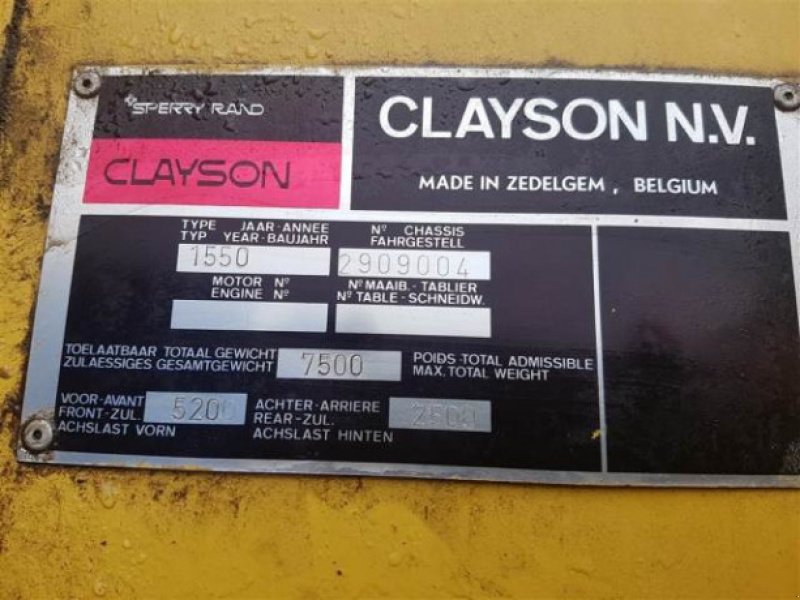 SPERRY RAND
CLAYSON
CLAYSON N.V.
MADE IN ZEDELGEM, BELGIUM
TYPE JAAR-ANNEE
TYP YEAR-BAUJAHR
1550
Nº CHASSIS
FAHRGESTELL
2909004
MOTOR Nº
ENGINE Nº
Nº MAAIB.-TABLIER
Nº TABLE-SCHNEIDW.
TOELAATBAAR TOTAAL GEWICHT
ZULAESSIGES GESAMTGEWICHT
7500
POIDS-TOTAL ADMISSIBLE
MAX. TOTAL WEIGHT
VOOR-AVANT
FRONT-ZUL.
ACHSLAST VORN
5200
ACHTER-ARRIERE
REAR-ZUL.
ACHSLAST HINTEN